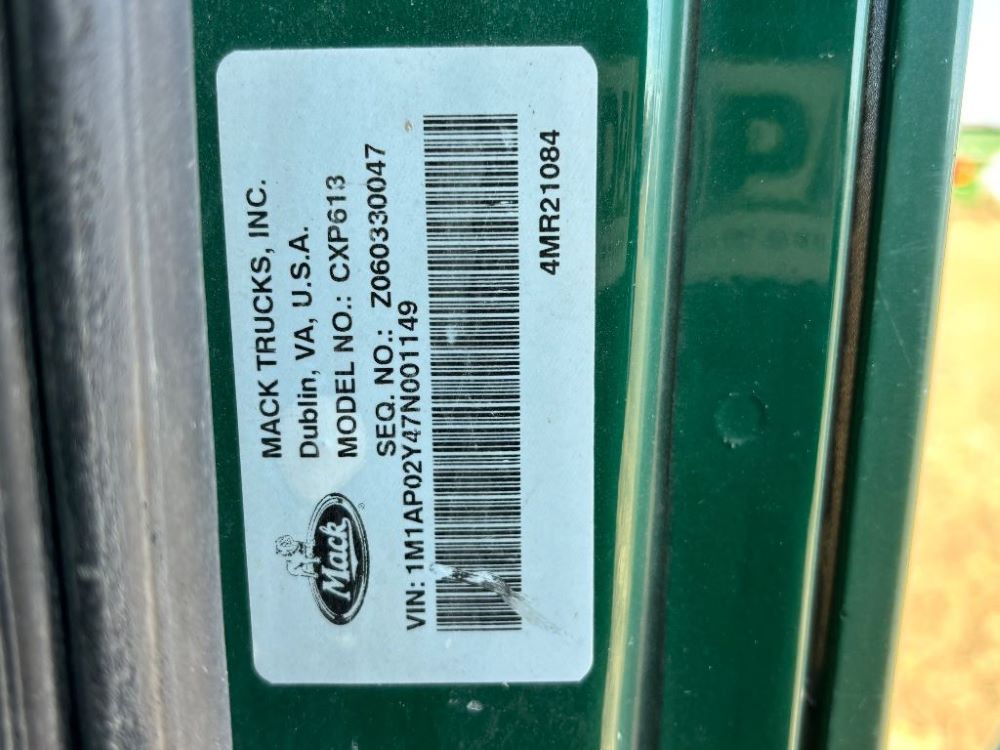 MACK TRUCKS, INC.
Dublin, VA, U.S.A.
MODEL NO.: CXP613
SEQ. NO.: Z060330047
Mack
VIN: 1M1AP02Y47N001149
4MR21084